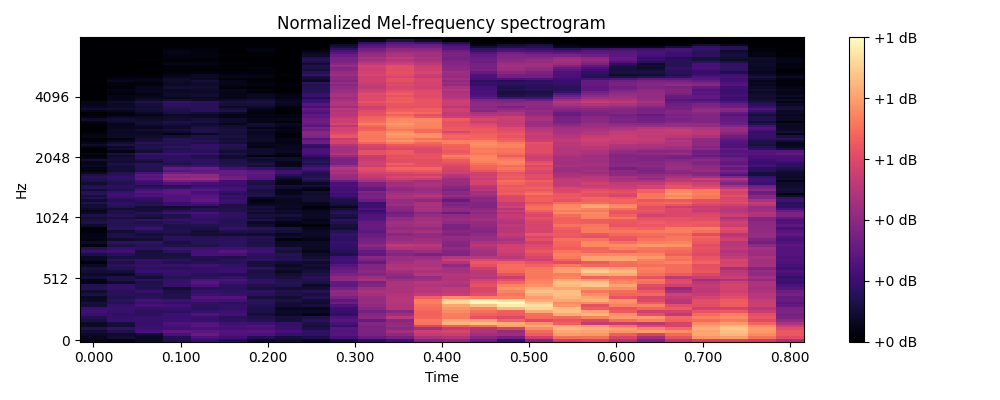 Normalized Mel-frequency spectrogram
Hz
4096
2048
1024
512
0
0.000 0.100 0.200 0.300 0.400 0.500 0.600 0.700 0.800
Time
+1 dB
+1 dB
+1 dB
+0 dB
+0 dB
+0 dB